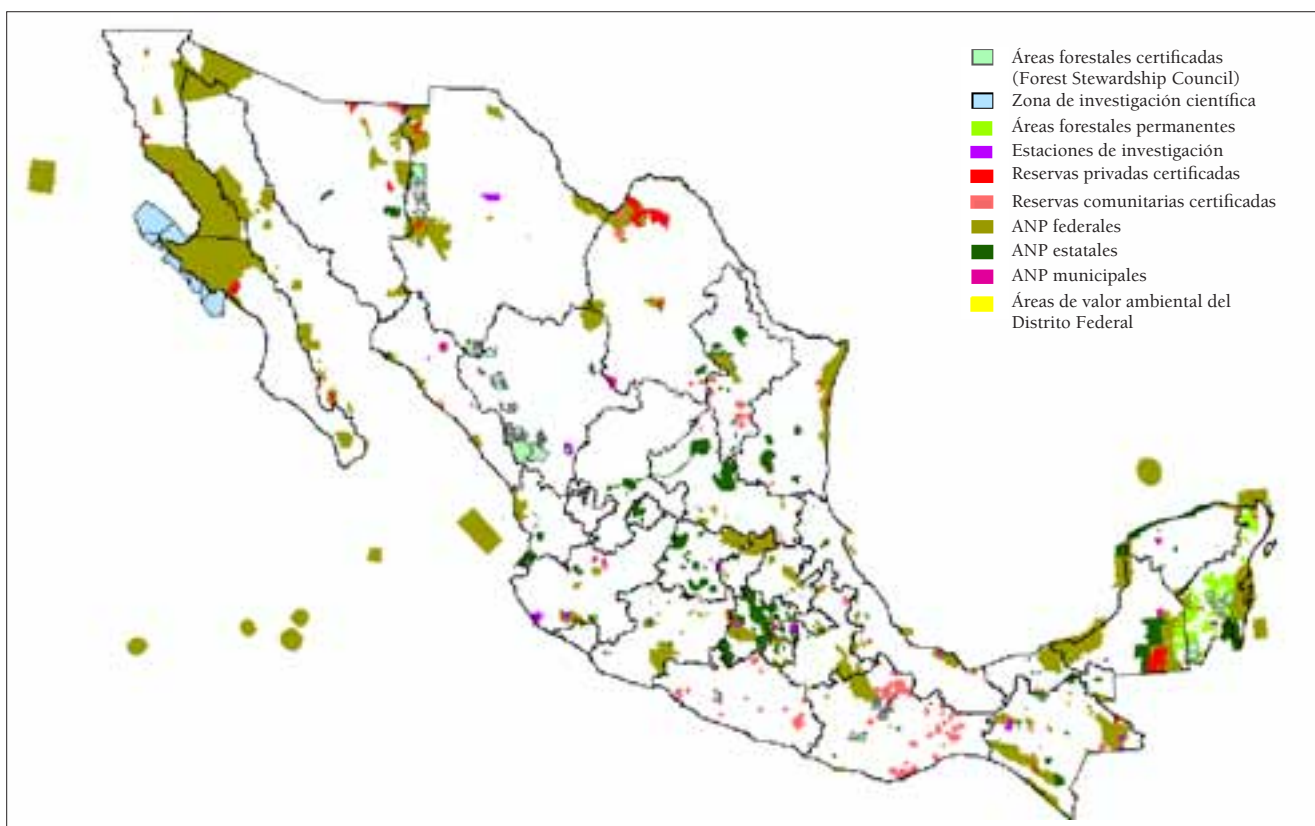 Áreas forestales certificadas
(Forest Stewardship Council)
Zona de investigación científica
Áreas forestales permanentes
Estaciones de investigación
Reservas privadas certificadas
Reservas comunitarias certificadas
ANP federales
ANP estatales
ANP municipales
Áreas de valor ambiental del
Distrito Federal